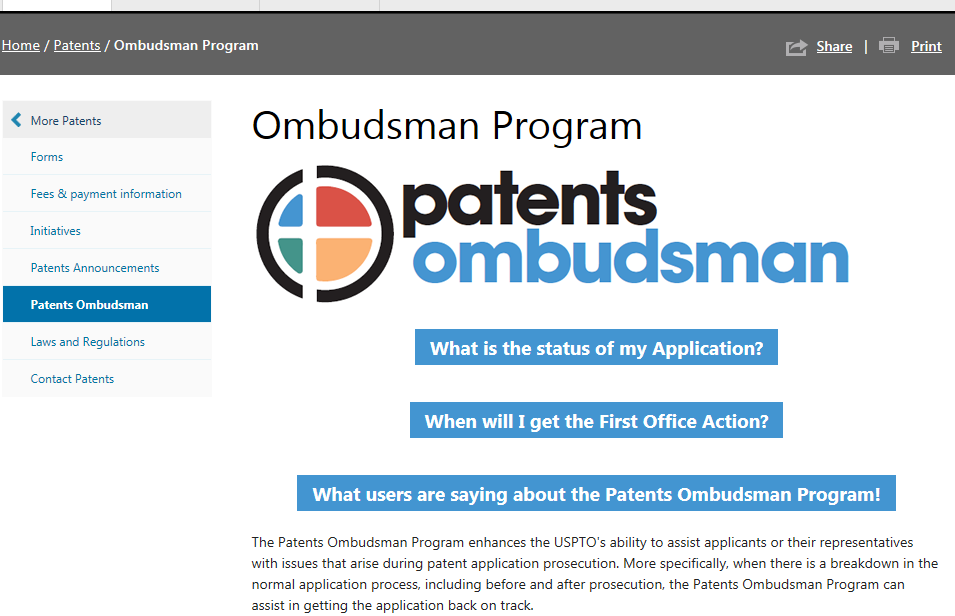 Home / Patents / Ombudsman Program
Share | Print
More Patents
Forms
Fees & payment information
Initiatives
Patents Announcements
Patents Ombudsman
Laws and Regulations
Contact Patents
Ombudsman Program
patents
ombudsman
What is the status of my Application?
When will I get the First Office Action?
What users are saying about the Patents Ombudsman Program!
The Patents Ombudsman Program enhances the USPTO's ability to assist applicants or their representatives
with issues that arise during patent application prosecution. More specifically, when there is a breakdown in the
normal application process, including before and after prosecution, the Patents Ombudsman Program can
assist in getting the application back on track.